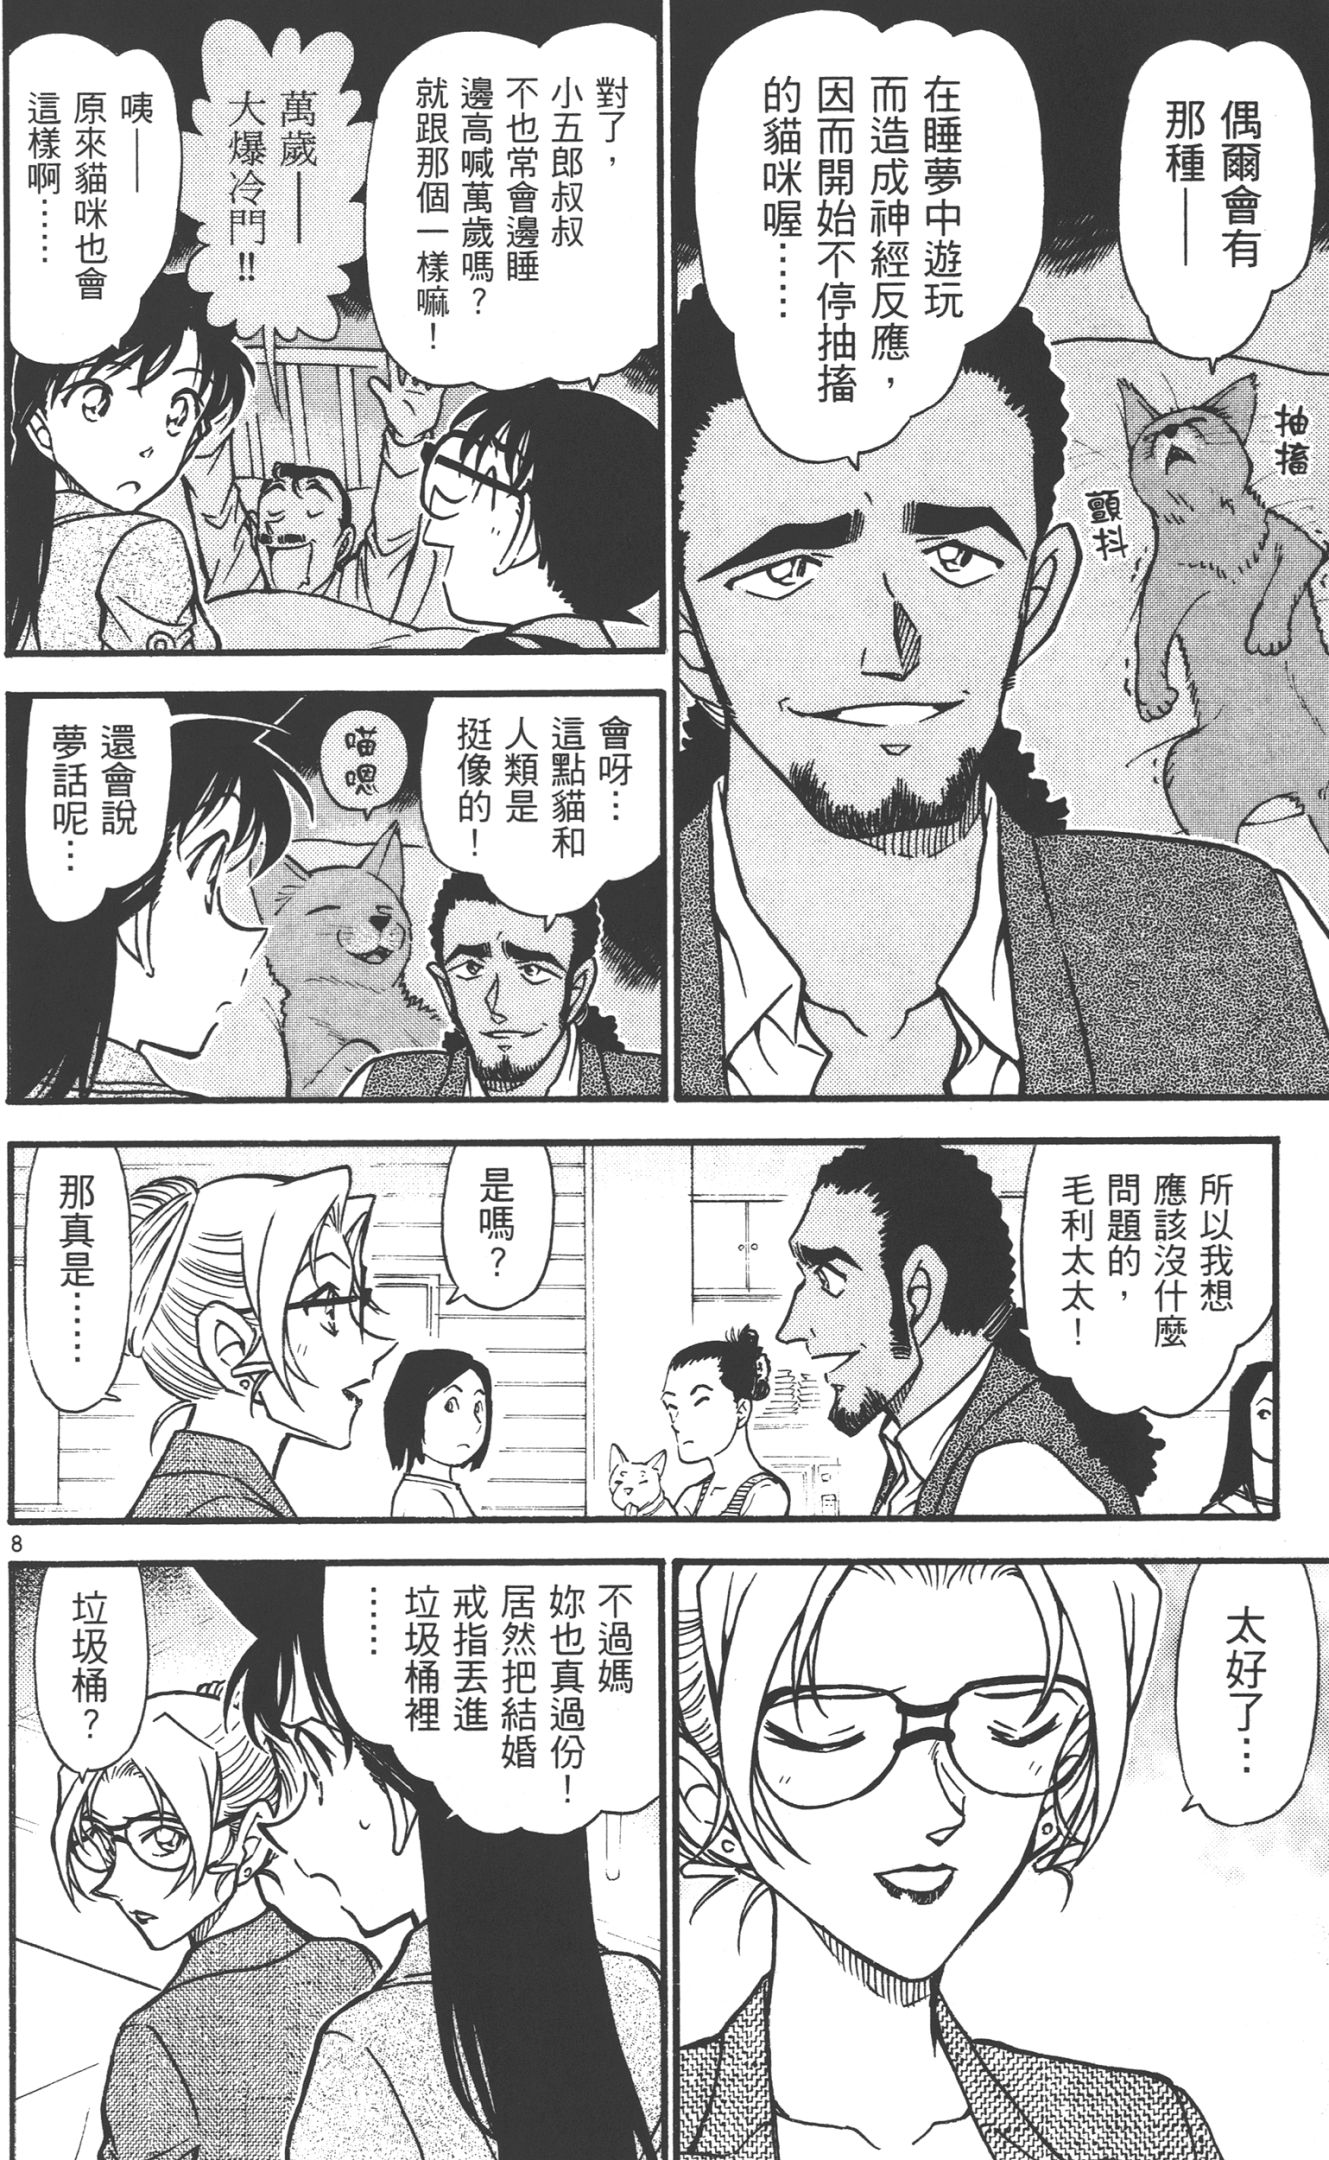 偶爾會有
那種——
在睡夢中遊玩
而造成神經反應，
因而開始不停抽搐
的貓咪喔……
抽搐
顫抖
對了，
小五郎叔叔
不也常會邊睡
邊高喊萬歲嗎？
就跟那個一樣嘛！
萬歲——
大爆冷門!!
咦——
原來貓咪也會
這樣啊……
會呀…
這點貓和
人類是
挺像的！
喵嗯
還會說
夢話呢…
所以我想
應該沒什麼
問題的，
毛利太太！
是嗎？
那真是……
8
太好了…
不過媽
妳也真過份！
居然把結婚
戒指丟進
垃圾桶裡
……
垃圾桶？